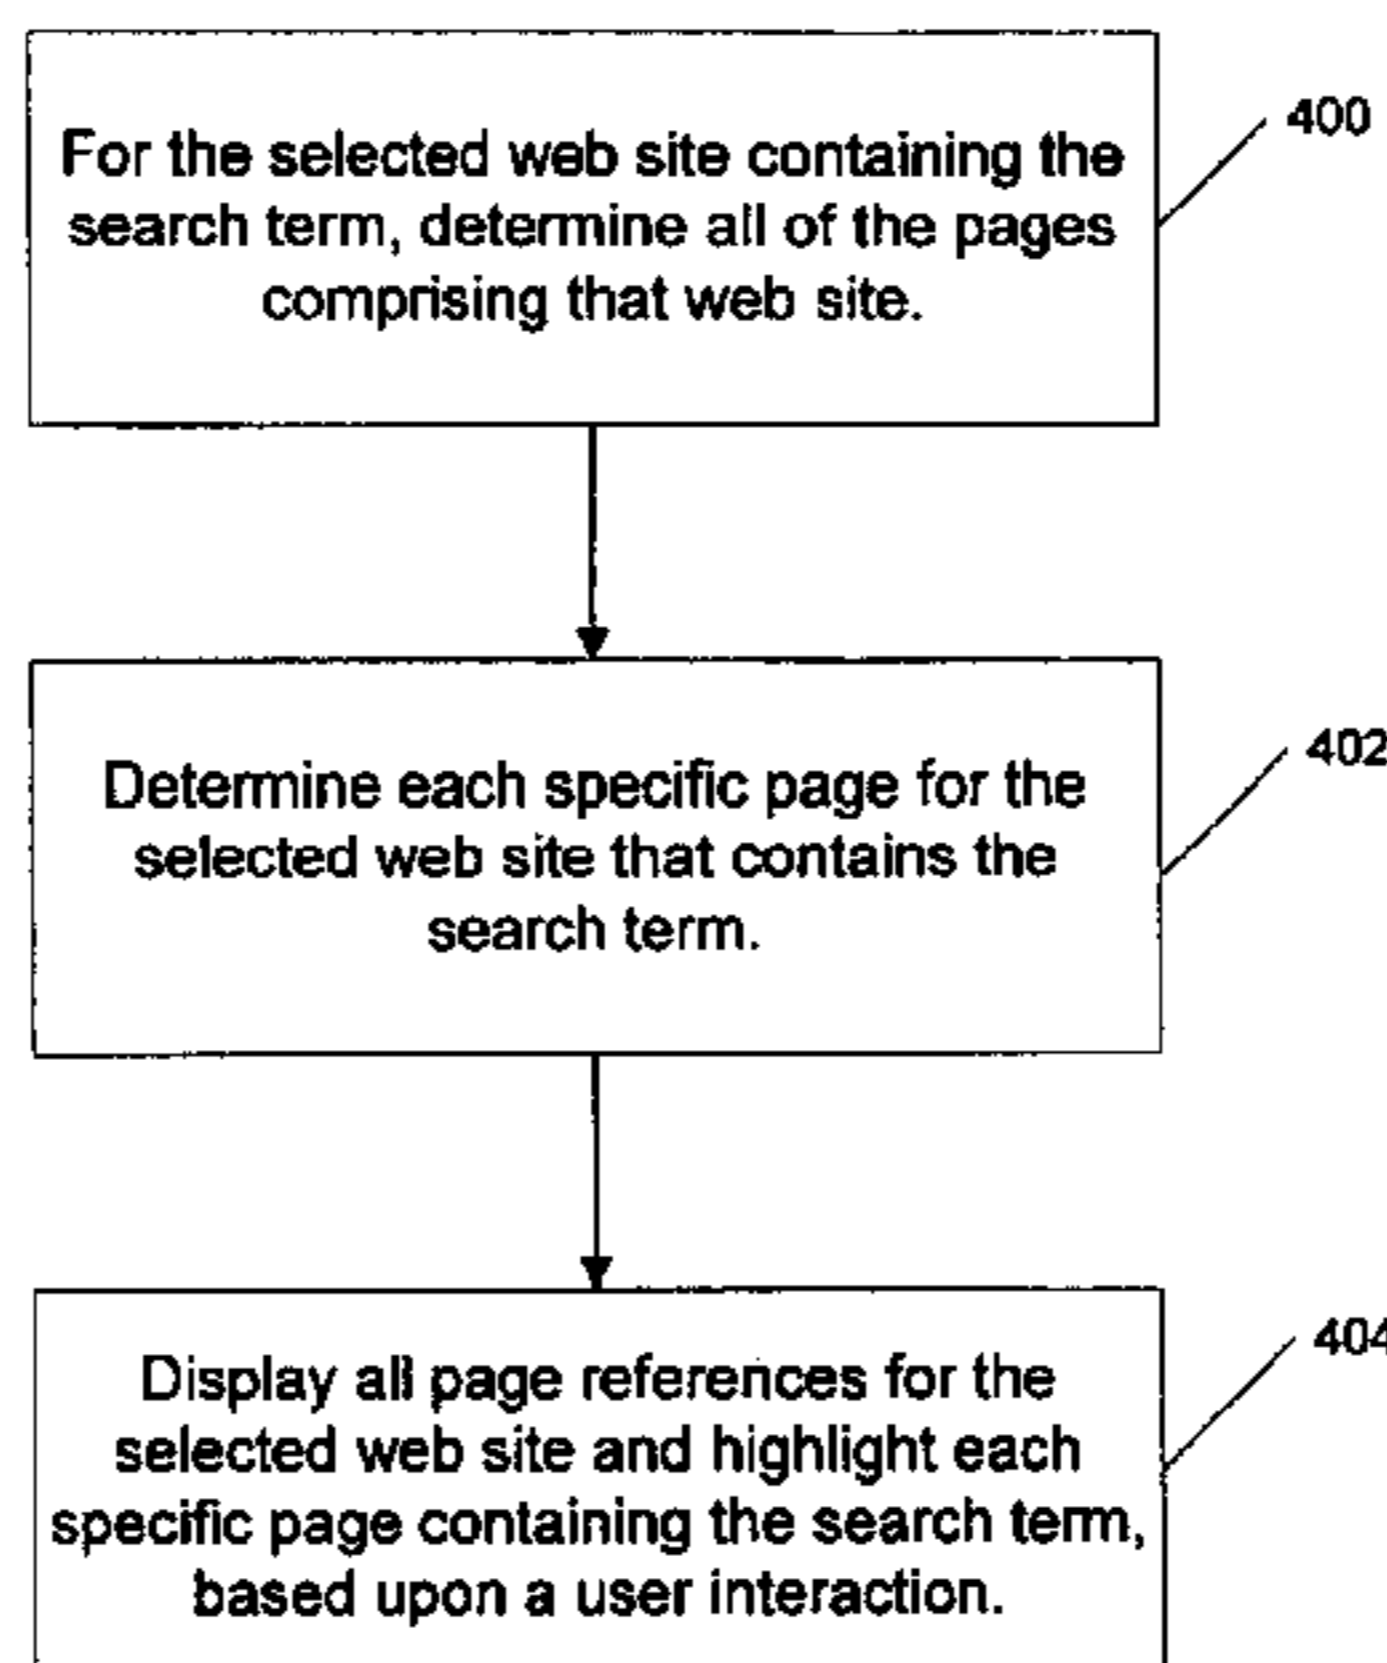 For the selected web site containing the
search term, determine all of the pages
comprising that web site.
400
Determine each specific page for the
selected web site that contains the
search term.
402
Display all page references for the
selected web site and highlight each
specific page containing the search term,
based upon a user interaction.
404